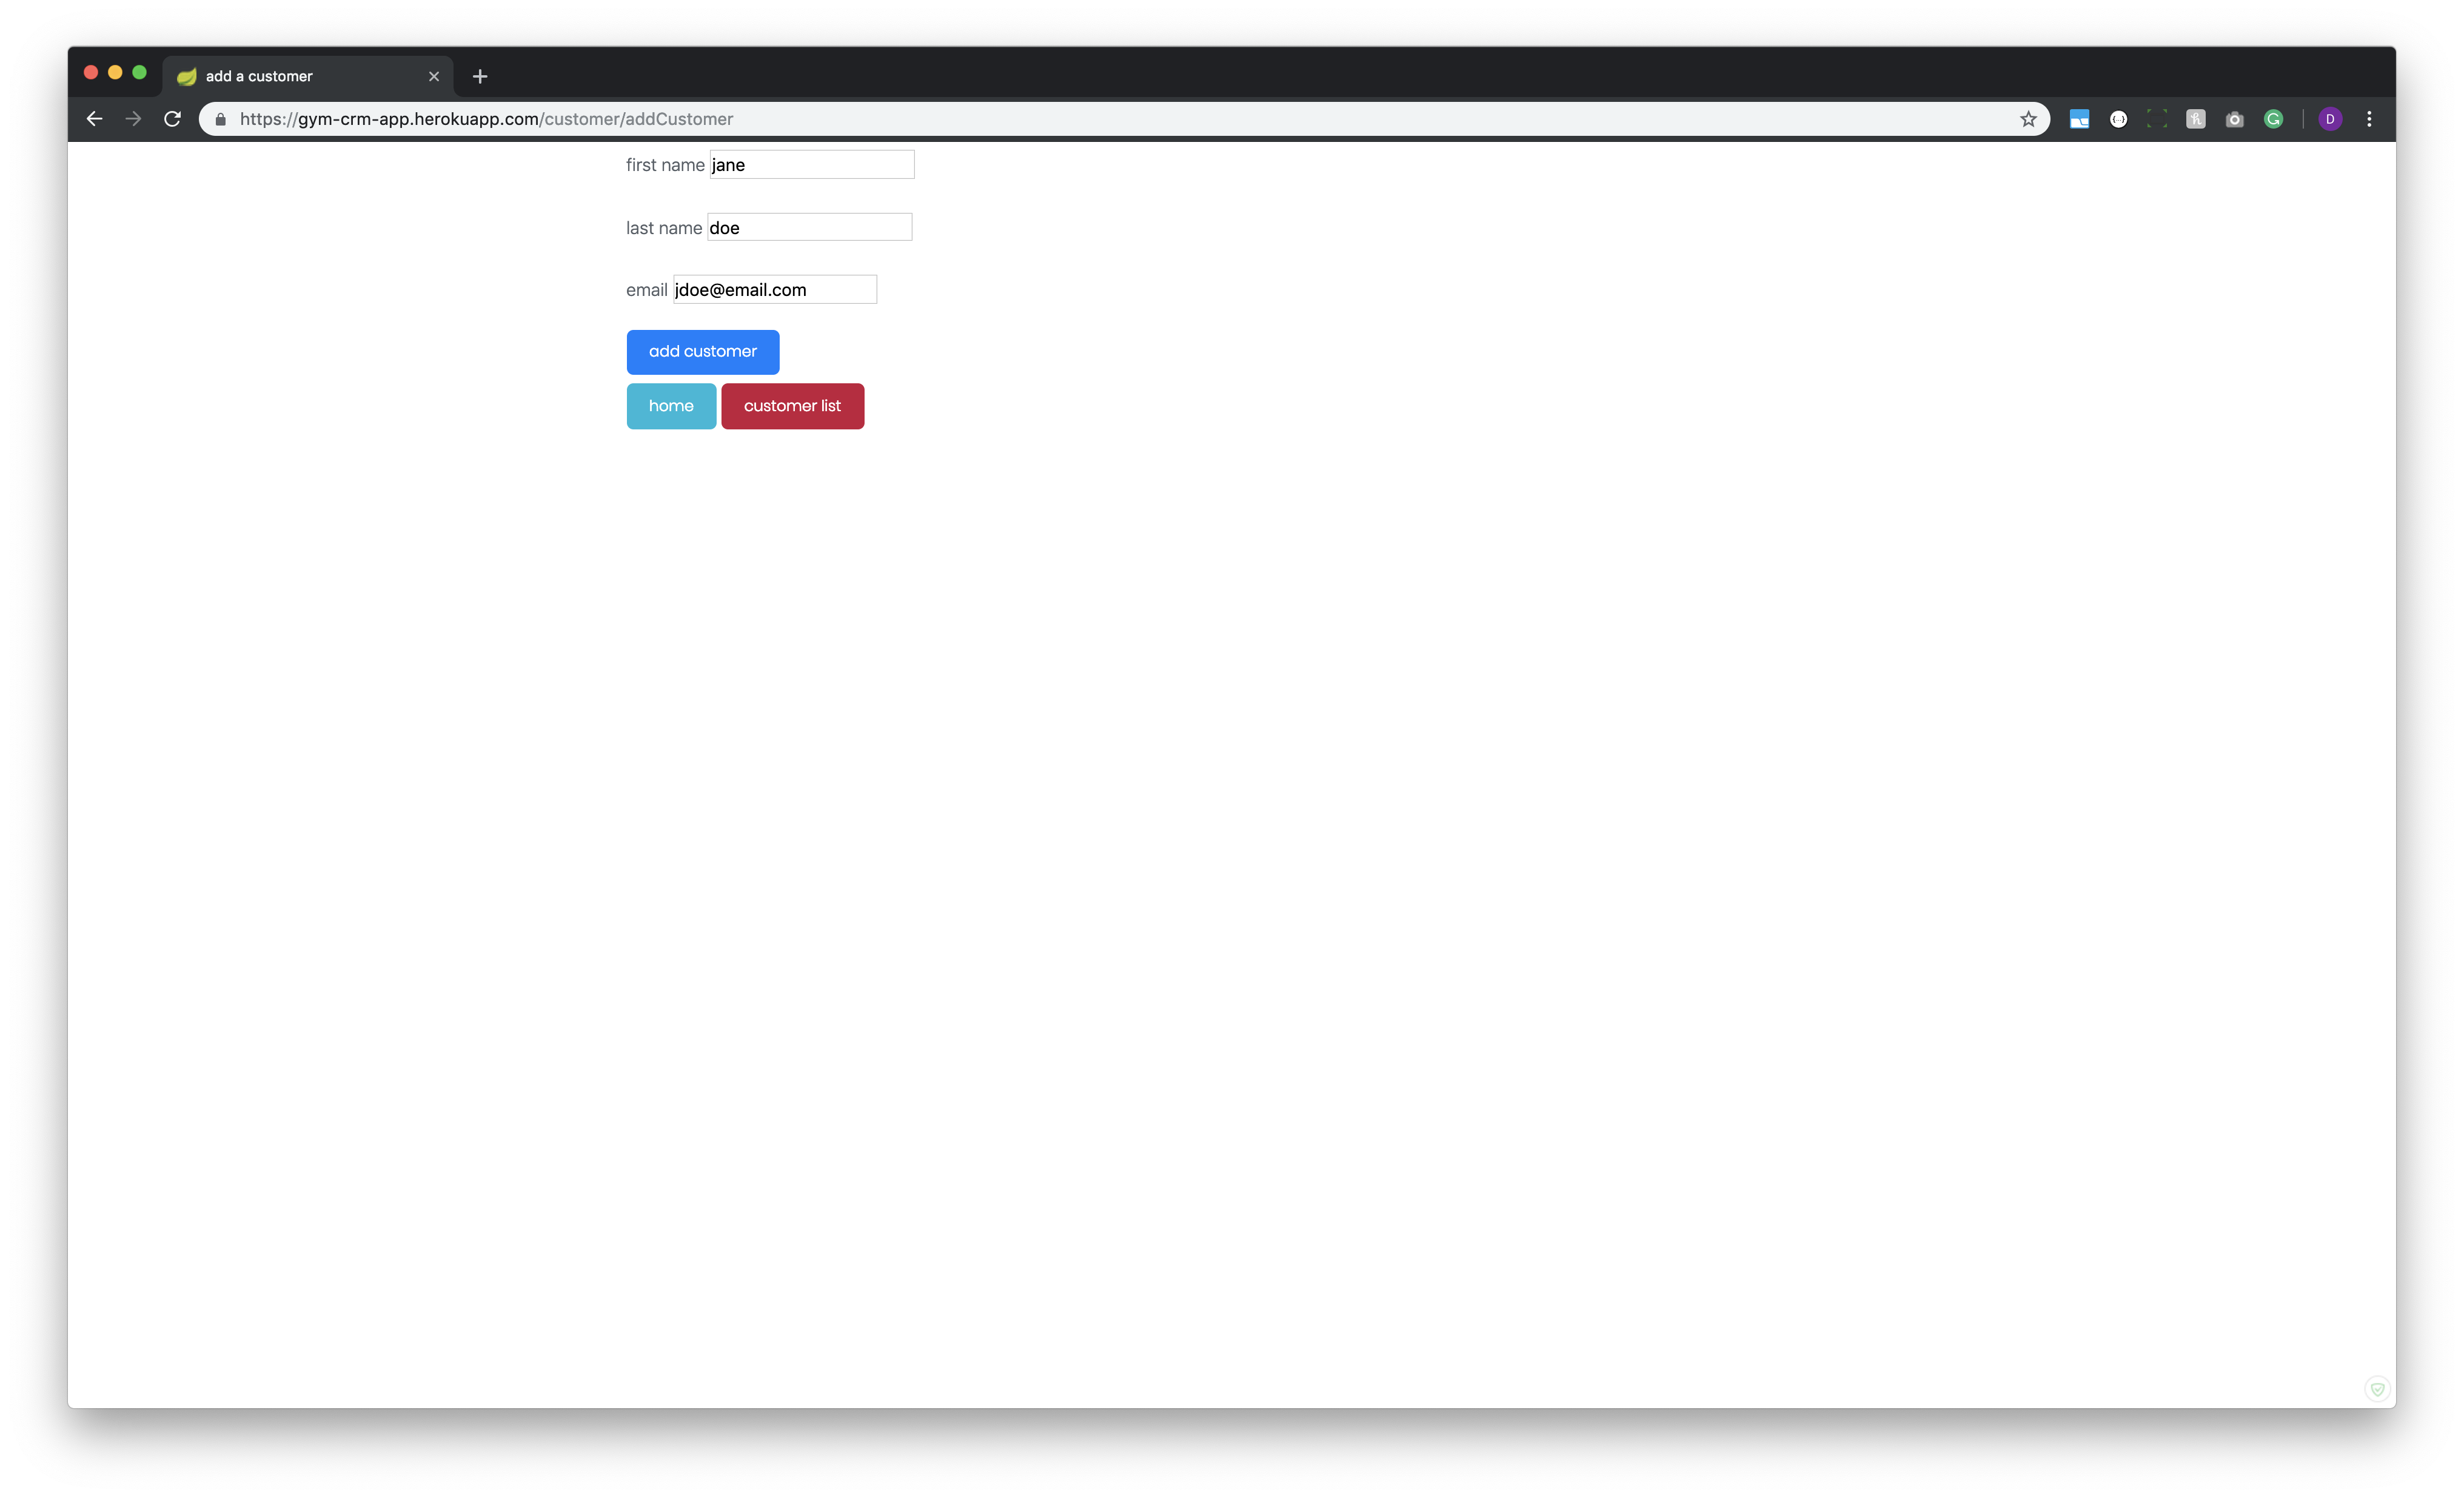 add a customer
https://gym-crm-app.herokuapp.com/customer/addCustomer
D
first name jane
last name doe
email jdoe@email.com
add customer
home customer list